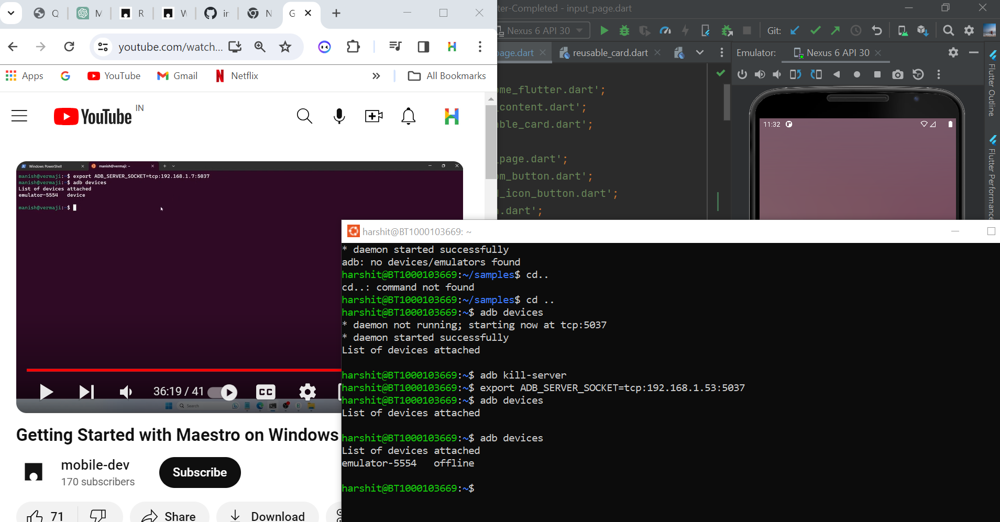 Q M R W ir N G
ter-Completed - input_page.dart
youtube.com/watch...
Nexus 6 API 30 Git:
page.dart reusable_card.dart
Emulator: Nexus 6 API 30
Apps YouTube Gmail Netflix » All Bookmarks
YouTube IN
ome_flutter.dart';
_content.dart';
ble_card.dart';
_page.dart';
om_button.dart';
d_icon_button.dart';
.dart';
11:32
Flutter Outline
Flutter Performance
Windows PowerShell manish@vermaji: ~
manish@vermaji:~$ export ADB_SERVER_SOCKET=tcp:192.168.1.7:5037
manish@vermaji:~$ adb devices
List of devices attached
emulator-5554 device
manish@vermaji:~$
36:19 / 41
CC
Search
Getting Started with Maestro on Windows
mobile-dev
170 subscribers
Subscribe
71 Share Download
harshit@BT1000103669: ~
* daemon started successfully
adb: no devices/emulators found
harshit@BT1000103669:~/samples$ cd..
cd..: command not found
harshit@BT1000103669:~/samples$ cd ..
harshit@BT1000103669:~$ adb devices
* daemon not running; starting now at tcp:5037
* daemon started successfully
List of devices attached
harshit@BT1000103669:~$ adb kill-server
harshit@BT1000103669:~$ export ADB_SERVER_SOCKET=tcp:192.168.1.53:5037
harshit@BT1000103669:~$ adb devices
List of devices attached
harshit@BT1000103669:~$ adb devices
List of devices attached
emulator-5554 offline
harshit@BT1000103669:~$